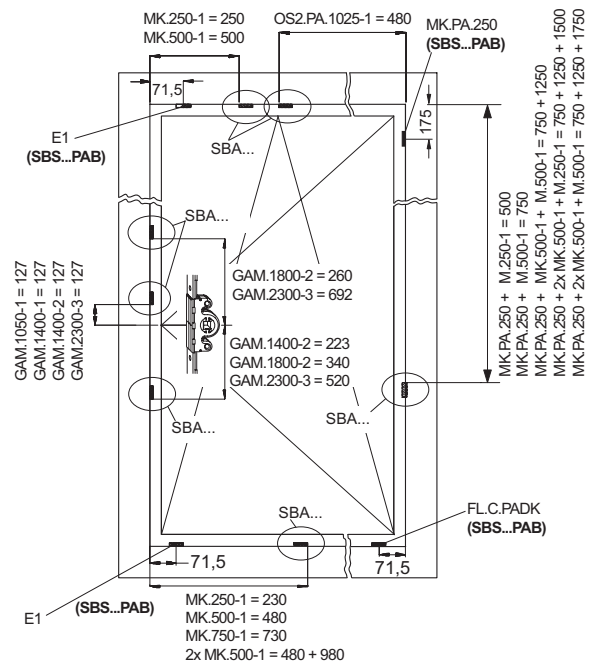 MK.250-1 = 250
MK.500-1 = 500
OS2.PA.1025-1 = 480
MK.PA.250
(SBS...PAB)
71,5
175
E1
(SBS...PAB)
SBA...
SBA...
MK.PA.250 + M.250-1 = 500
MK.PA.250 + M.500-1 = 750
MK.PA.250 + MK.500-1 + M.500-1 = 750 + 1250
MK.PA.250 + 2x MK.500-1 + M.250-1 = 750 + 1250 + 1500
MK.PA.250 + 2x MK.500-1 + M.500-1 = 750 + 1250 + 1750
GAM.1050-1 = 127
GAM.1400-1 = 127
GAM.1400-2 = 127
GAM.2300-3 = 127
GAM.1800-2 = 260
GAM.2300-3 = 692
GAM.1400-2 = 223
GAM.1800-2 = 340
GAM.2300-3 = 520
SBA...
SBA...
SBA...
FL.C.PADK
(SBS...PAB)
71,5
71,5
E1
(SBS...PAB)
MK.250-1 = 230
MK.500-1 = 480
MK.750-1 = 730
2x MK.500-1 = 480 + 980